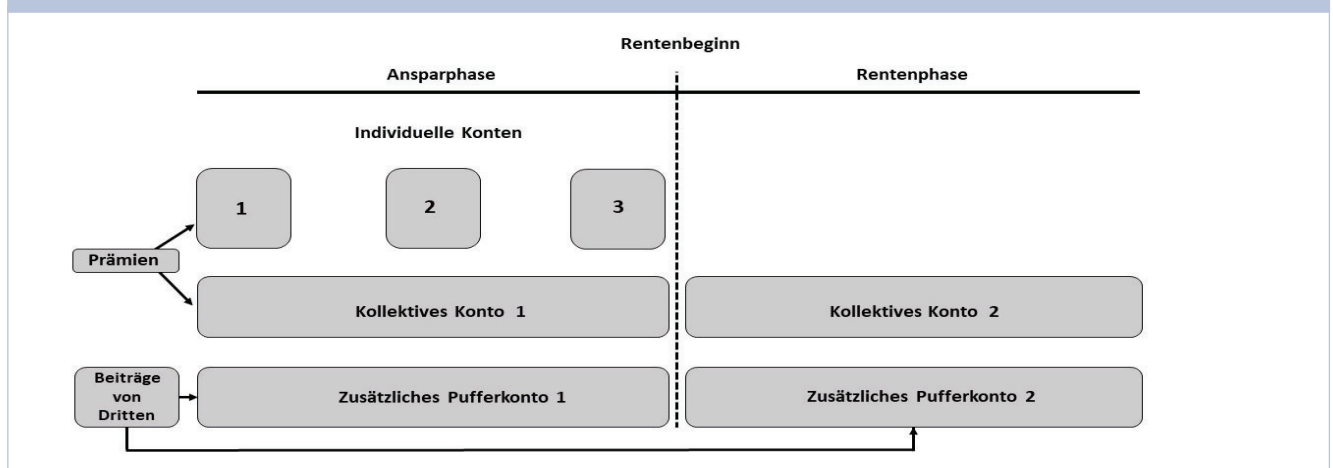 Rentenbeginn
Ansparphase
Rentenphase
Individuelle Konten
1
2
3
Prämien
Kollektives Konto 1
Kollektives Konto 2
Beiträge
von
Dritten
Zusätzliches Pufferkonto 1
Zusätzliches Pufferkonto 2